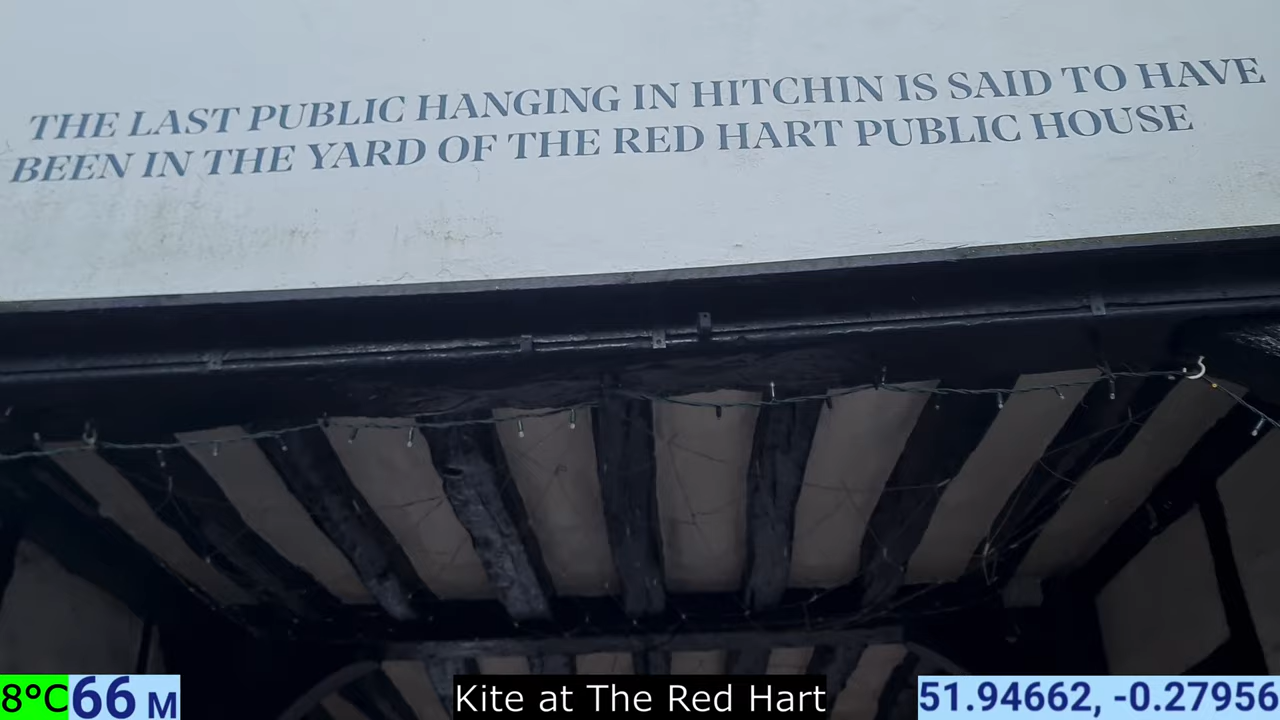 THE LAST PUBLIC HANGING IN HITCHIN IS SAID TO HAVE
BEEN IN THE YARD OF THE RED HART PUBLIC HOUSE
8°C 66 M
Kite at The Red Hart
51.94662, -0.27956